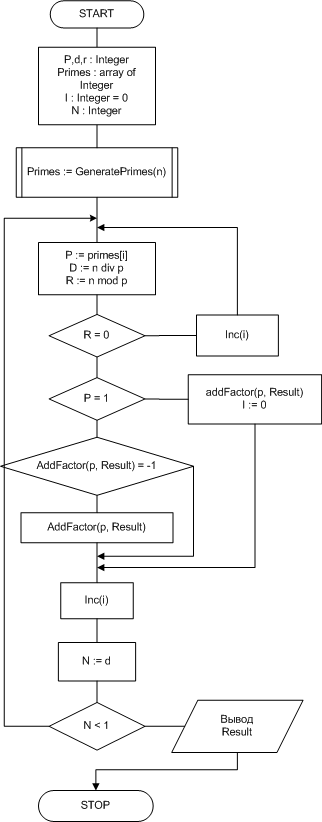 START
P,d,r : Integer
Primes : array of
Integer
I : Integer = 0
N : Integer
Primes := GeneratePrimes(n)
P := primes[i]
D := n div p
R := n mod p
R = 0
Inc(i)
P = 1
addFactor(p, Result)
I := 0
AddFactor(p, Result) = -1
AddFactor(p, Result)
Inc(i)
N := d
N < 1
Вывод
Result
STOP